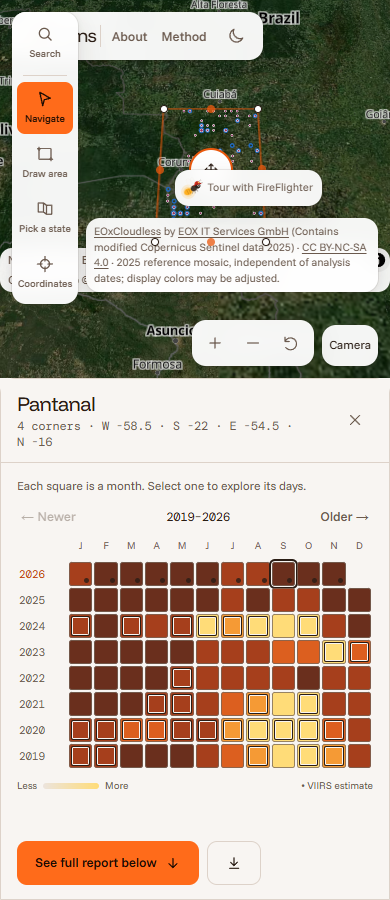 Alta Floresta
Brazil
Search
ms
About
Method
Navigate
Cuiabá
Goiân
Draw area
Corum
Tour with FireFlighter
Pick a state
EOxCloudless by EOX IT Services GmbH (Contains
modified Copernicus Sentinel data 2025) · CC BY-NC-SA
4.0 · 2025 reference mosaic, independent of analysis
dates; display colors may be adjusted.
Coordinates
Asuncio
Formosa
Camera
Pantanal
4 corners · W -58.5 · S -22 · E -54.5 ·
N -16
Each square is a month. Select one to explore its days.
← Newer
2019–2026
Older →
J F M A M J J A S O N D
2026
2025
2024
2023
2022
2021
2020
2019
Less
More
• VIIRS estimate
See full report below ↓